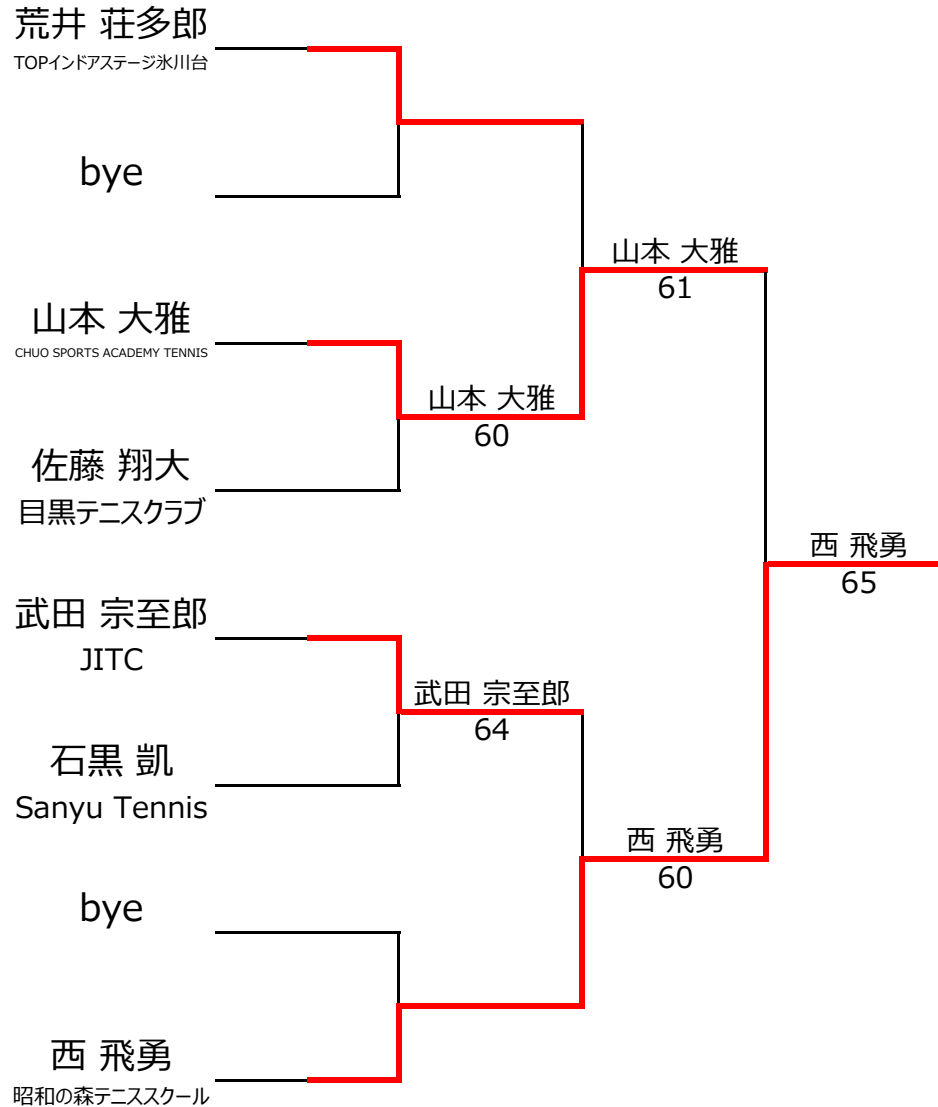 荒井 荘多郎
TOPインドアステージ氷川台
bye
山本 大雅
61
山本 大雅
CHUO SPORTS ACADEMY TENNIS
山本 大雅
60
佐藤 翔大
目黒テニスクラブ
西 飛勇
65
武田 宗至郎
JITC
武田 宗至郎
64
石黒 凱
Sanyu Tennis
西 飛勇
60
bye
西 飛勇
昭和の森テニススクール